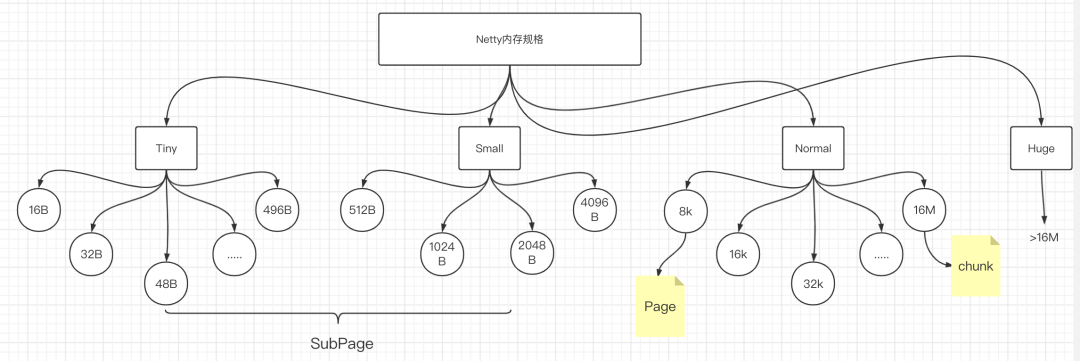 Netty内存规格
Tiny
Small
Normal
Huge
16B
32B
48B
.....
496B
512B
1024
B
2048
B
4096
B
8k
16k
32k
.....
16M
>16M
Page
chunk
SubPage